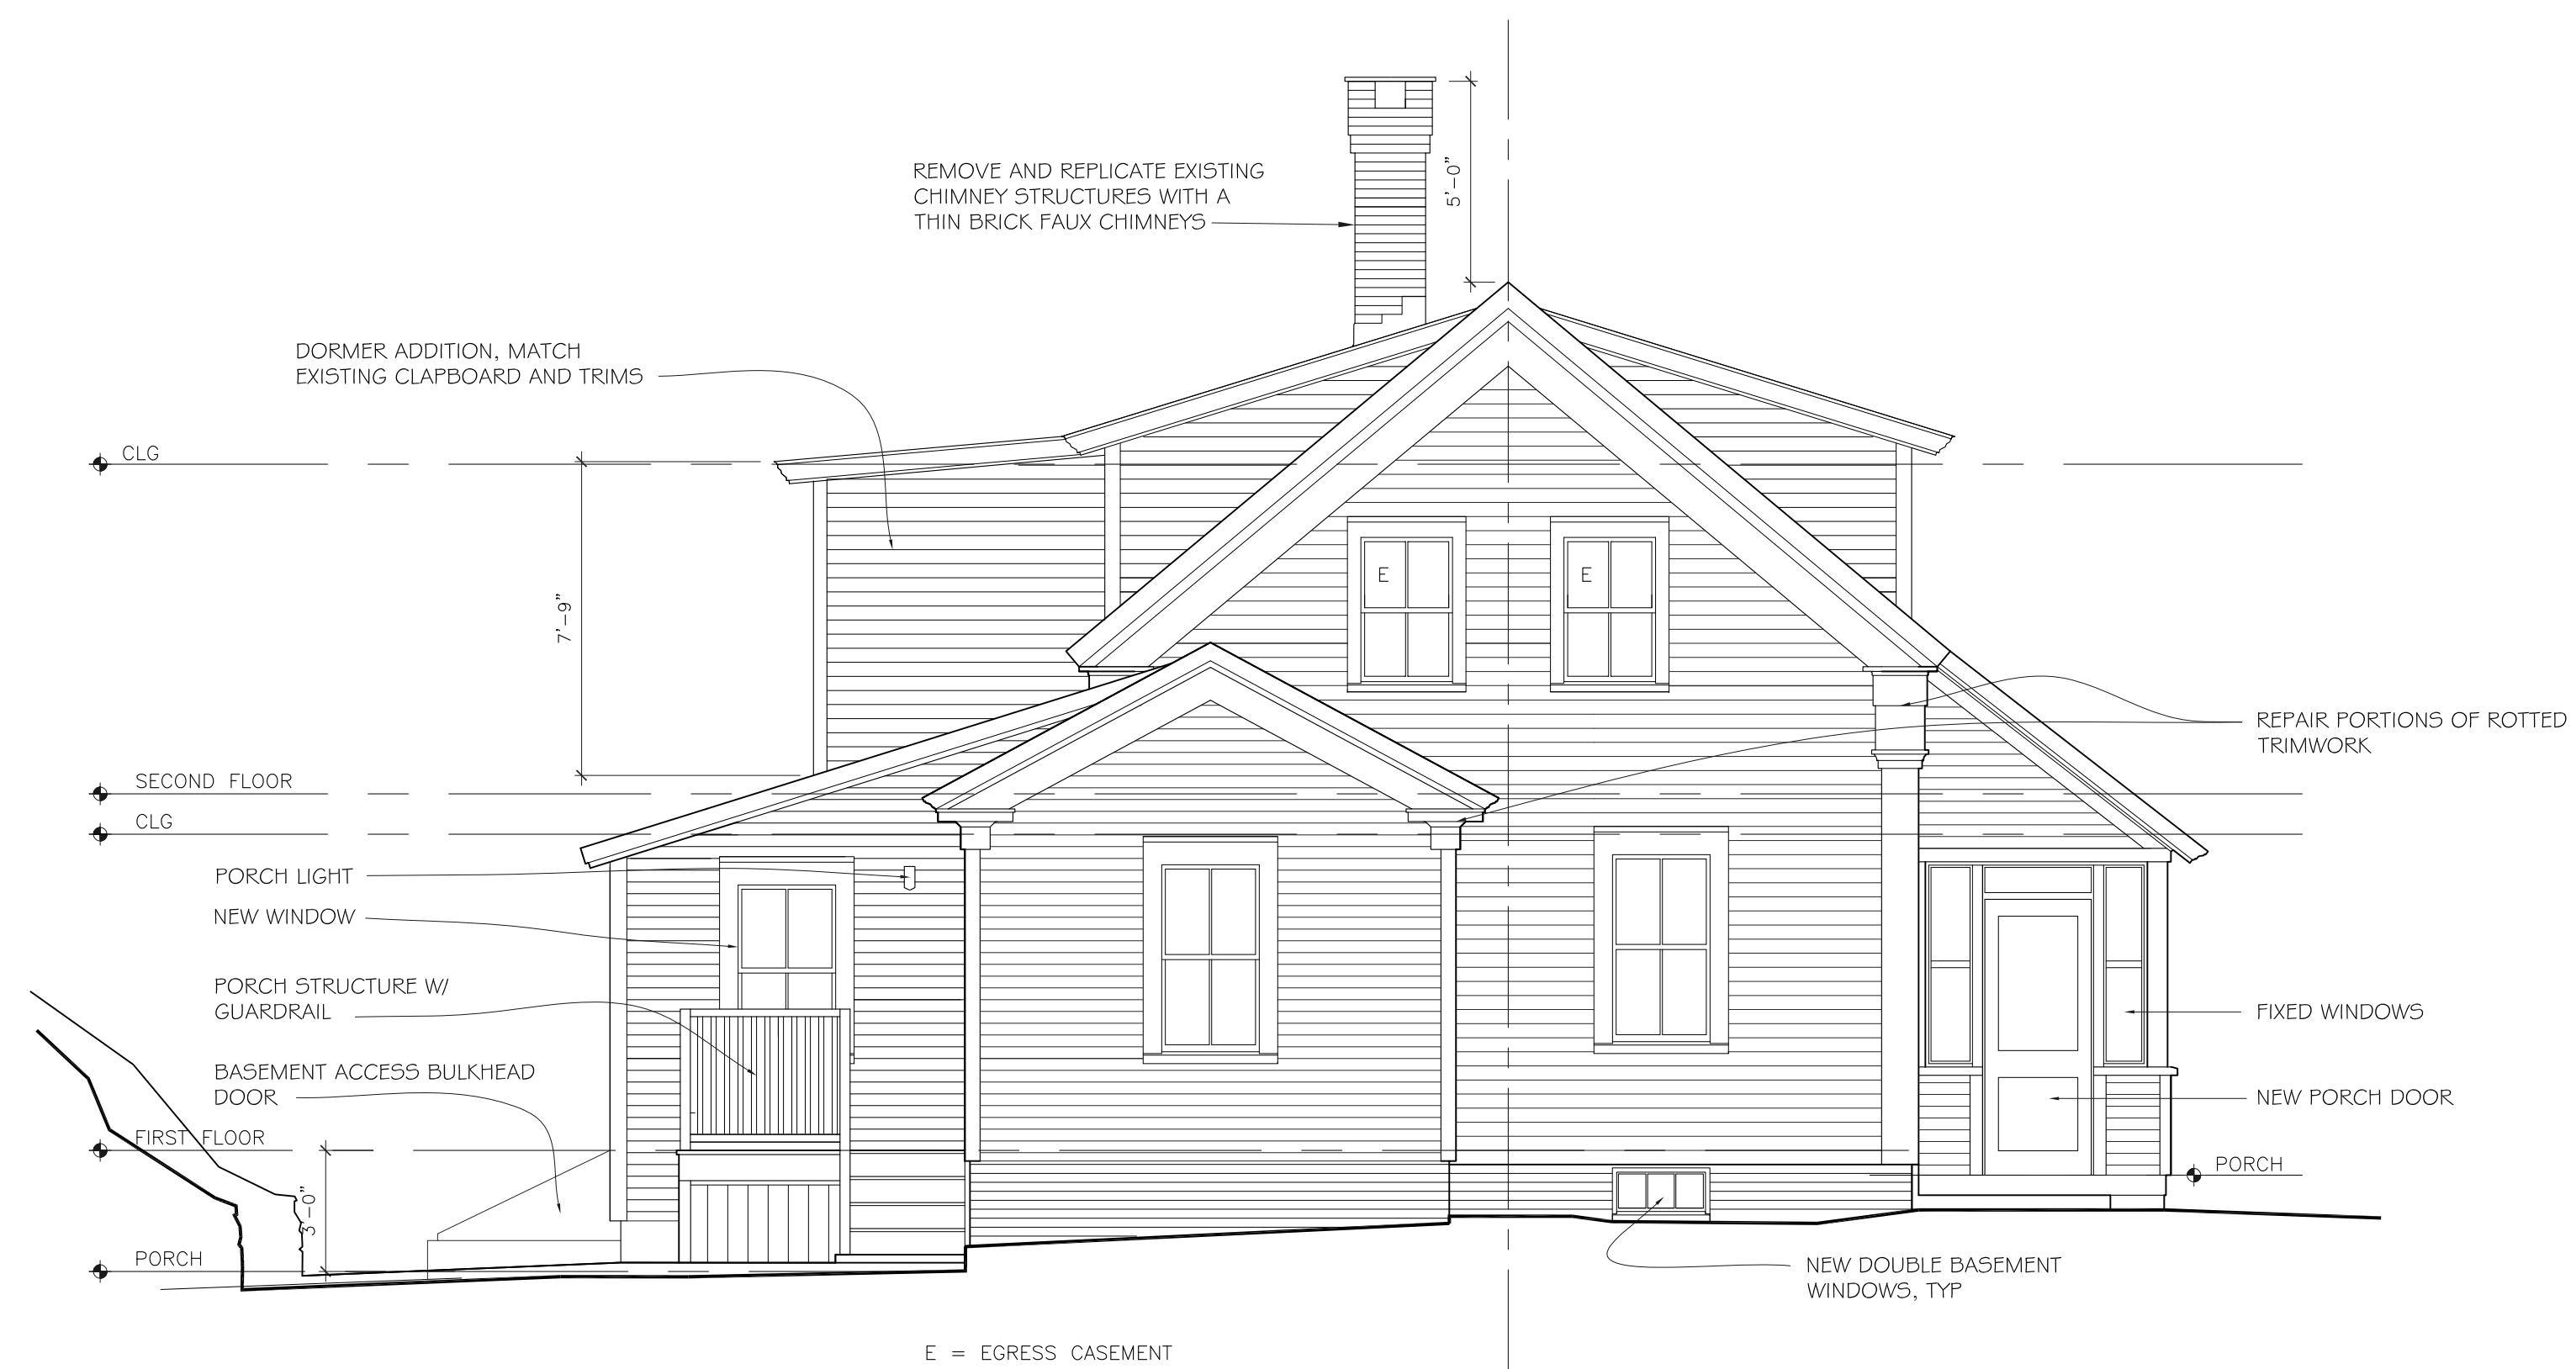 REMOVE AND REPLICATE EXISTING
CHIMNEY STRUCTURES WITH A
THIN BRICK FAUX CHIMNEYS
5'-0"
DORMER ADDITION, MATCH
EXISTING CLAPBOARD AND TRIMS
CLG
E
E
7'-9"
REPAIR PORTIONS OF ROTTED
TRIMWORK
SECOND FLOOR
CLG
PORCH LIGHT
NEW WINDOW
PORCH STRUCTURE W/
GUARDRAIL
FIXED WINDOWS
BASEMENT ACCESS BULKHEAD
DOOR
NEW PORCH DOOR
FIRST FLOOR
PORCH
3'-0"
PORCH
NEW DOUBLE BASEMENT
WINDOWS, TYP
E = EGRESS CASEMENT